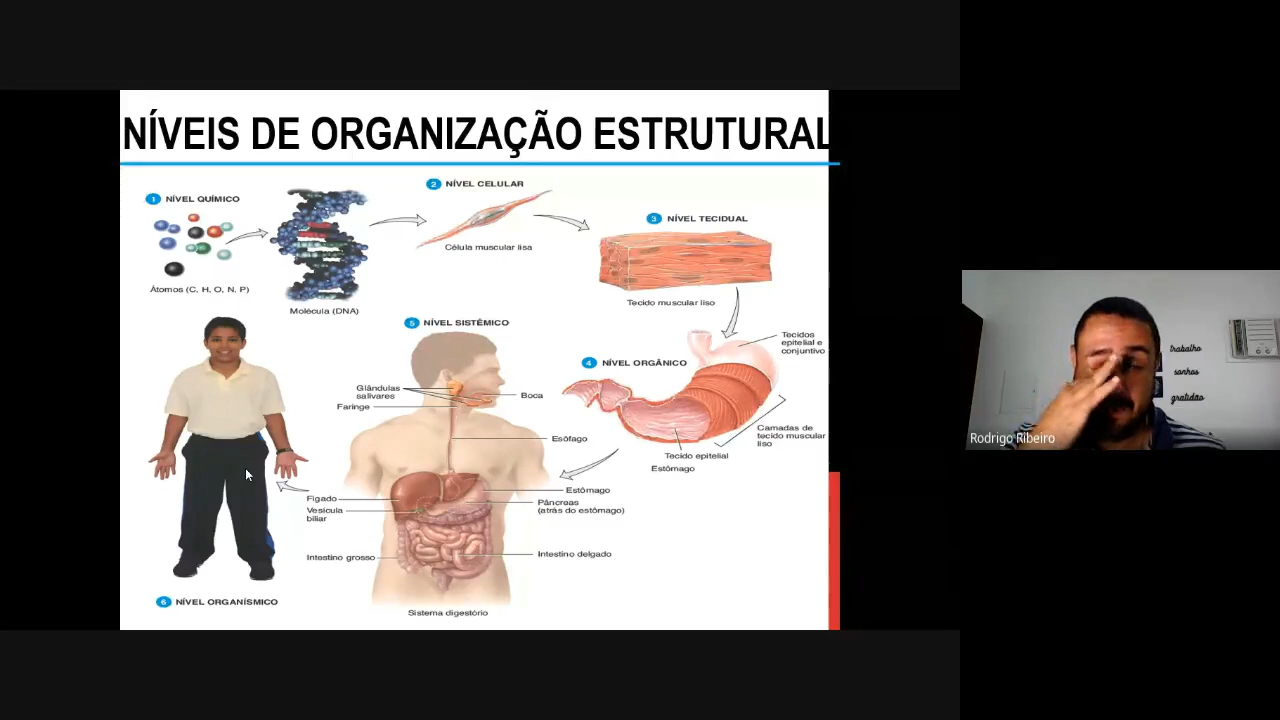 NÍVEIS DE ORGANIZAÇÃO ESTRUTURAL
1 NÍVEL QUÍMICO
Átomos (C, H, O, N, P)
Molécula (DNA)
2 NÍVEL CELULAR
Célula muscular lisa
3 NÍVEL TECIDUAL
Tecido muscular liso
4 NÍVEL ORGÂNICO
Tecidos
epitelial e
conjuntivo
Camadas de
tecido muscular
liso
Tecido epitelial
Estômago
5 NÍVEL SISTÊMICO
Glândulas
salivares
Faringe
Boca
Esôfago
Estômago
Pâncreas
(atrás do estômago)
Fígado
Vesícula
biliar
Intestino grosso
Intestino delgado
Sistema digestório
6 NÍVEL ORGANÍSMICO
trabalho
sonhos
gratidão
Rodrigo Ribeiro